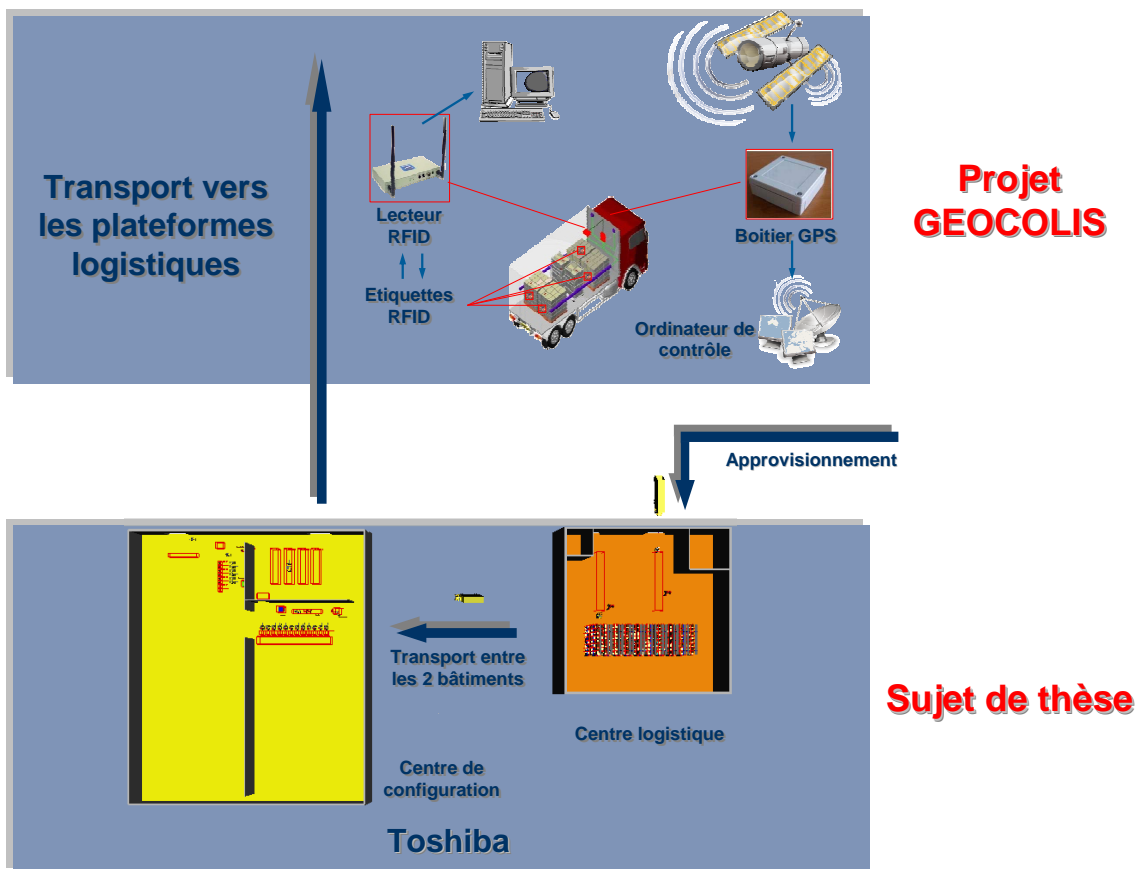 Transport vers
les plateformes
logistiques
Lecteur
RFID
Etiquettes
RFID
Boitier GPS
Ordinateur de
contrôle
Projet
GEOCOLIS
Approvisionnement
Transport entre
les 2 bâtiments
Centre logistique
Centre de
configuration
Toshiba
Sujet de thèse